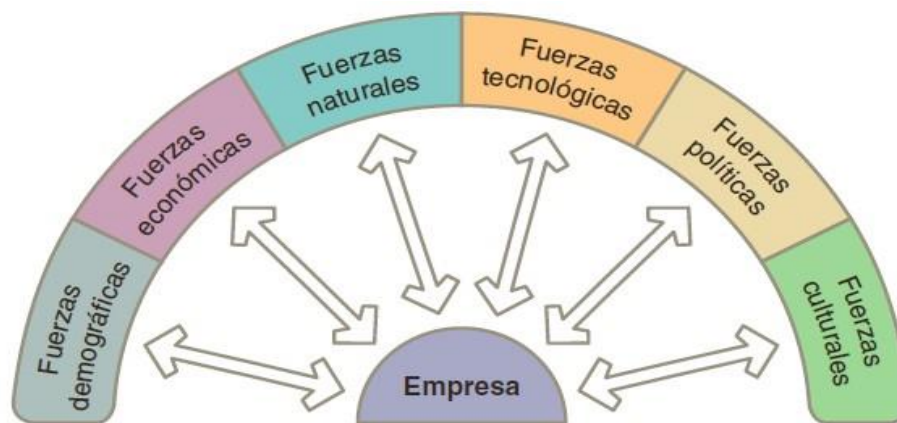 Fuerzas
demográficas
Fuerzas
económicas
Fuerzas
naturales
Fuerzas
tecnológicas
Fuerzas
políticas
Fuerzas
culturales
Empresa